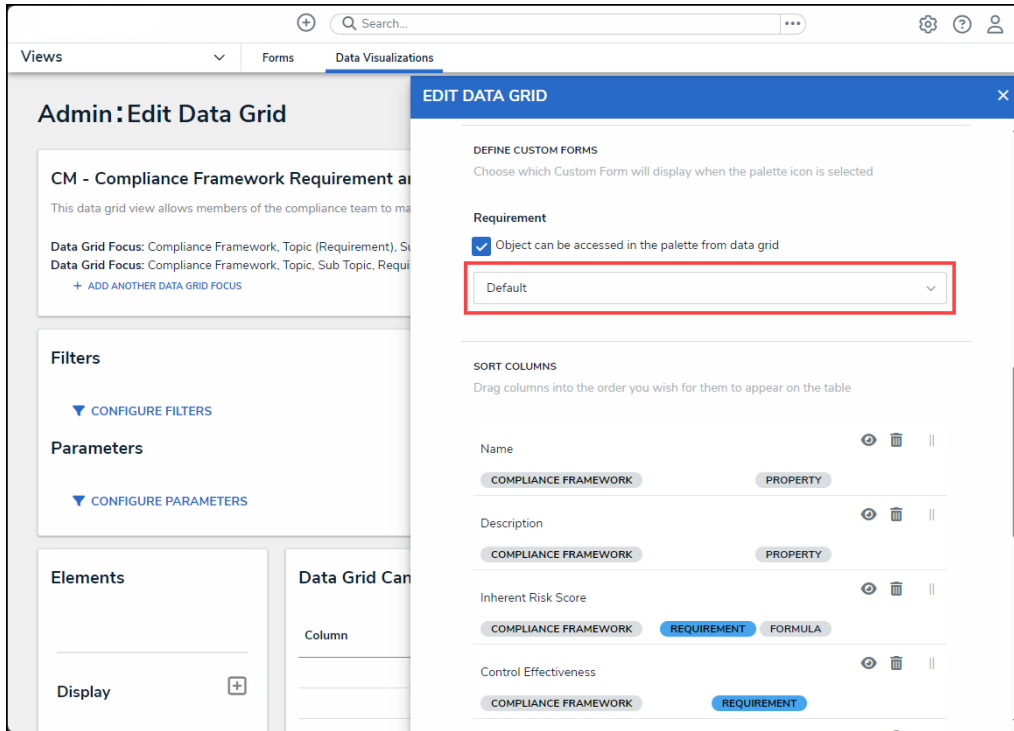 Search...
Views
Forms
Data Visualizations
Admin:Edit Data Grid
CM - Compliance Framework Requirement
This data grid view allows members of the compliance team to
Data Grid Focus: Compliance Framework, Topic (Requirement),
Data Grid Focus: Compliance Framework, Topic, Sub Topic,
+ ADD ANOTHER DATA GRID FOCUS
Filters
CONFIGURE FILTERS
Parameters
CONFIGURE PARAMETERS
Elements
Display
Data Grid
Column
EDIT DATA GRID
DEFINE CUSTOM FORMS
Choose which Custom Form will display when the palette icon is selected
Requirement
Object can be accessed in the palette from data grid
Default
SORT COLUMNS
Drag columns into the order you wish for them to appear on the table
Name
COMPLIANCE FRAMEWORK PROPERTY
Description
COMPLIANCE FRAMEWORK PROPERTY
Inherent Risk Score
COMPLIANCE FRAMEWORK REQUIREMENT FORMULA
Control Effectiveness
COMPLIANCE FRAMEWORK REQUIREMENT